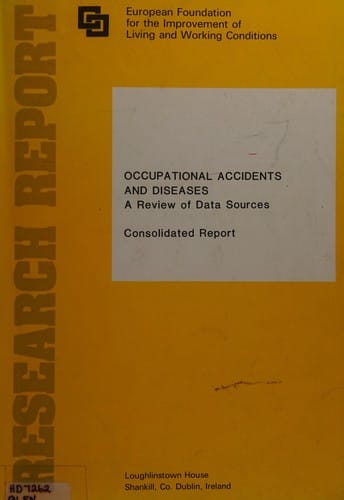 European Foundation
for the Improvement of
Living and Working Conditions
RESEARCH REPORT
OCCUPATIONAL ACCIDENTS
AND DISEASES
A Review of Data Sources
Consolidated Report
Loughlinstown House
Shankill, Co. Dublin, Ireland
HD7262